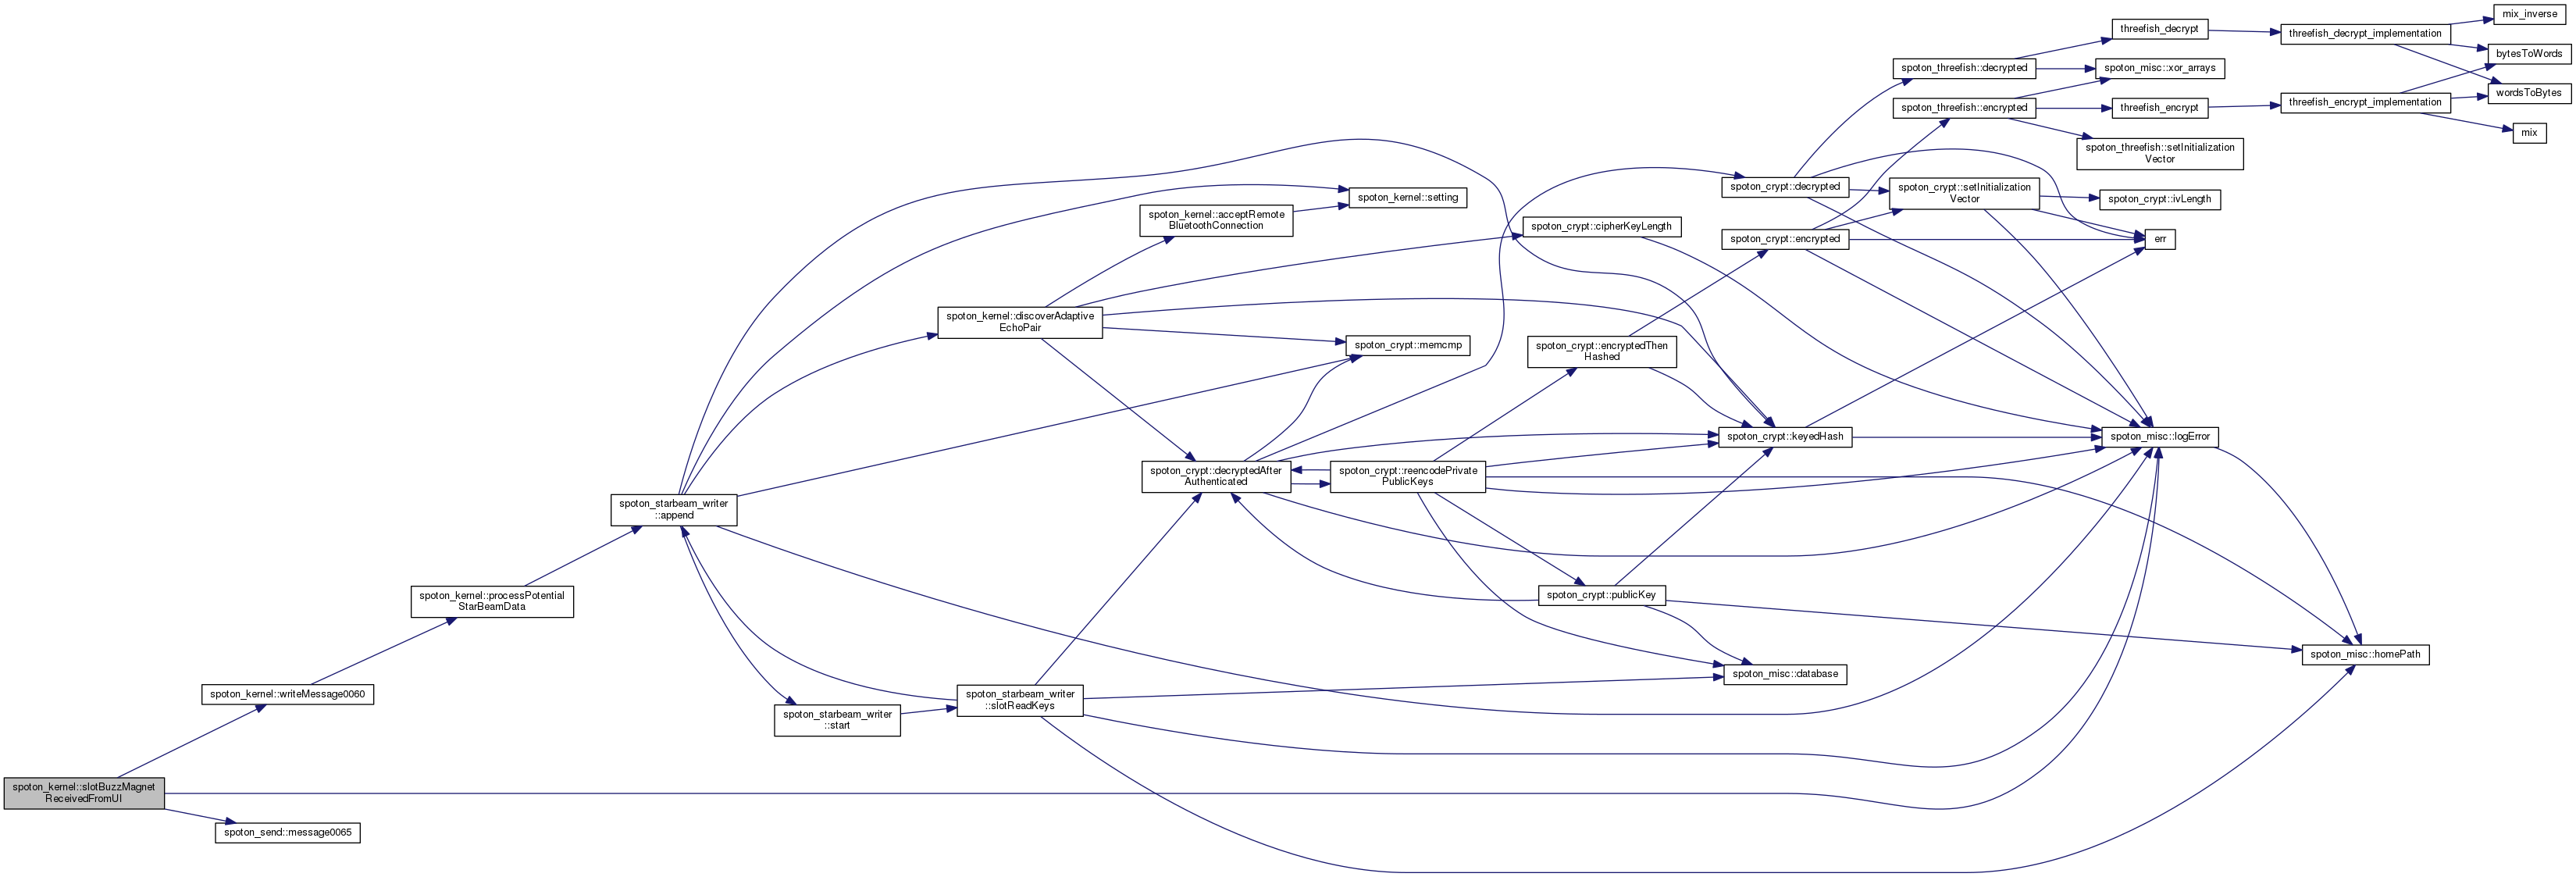 mix_inverse
threefish_decrypt
threefish_decrypt_implementation
bytesToWords
spoton_threefish::decrypted
spoton_misc::xor_arrays
wordsToBytes
spoton_threefish::encrypted
threefish_encrypt
threefish_encrypt_implementation
mix
spoton_threefish::setInitialization
Vector
spoton_crypt::decrypted
spoton_crypt::setInitialization
Vector
spoton_crypt::ivLength
spoton_kernel::setting
spoton_kernel::acceptRemote
BluetoothConnection
spoton_crypt::cipherKeyLength
spoton_crypt::encrypted
err
spoton_kernel::discoverAdaptive
EchoPair
spoton_crypt::memcmp
spoton_crypt::encryptedThen
Hashed
spoton_crypt::keyedHash
spoton_misc::logError
spoton_crypt::decryptedAfter
Authenticated
spoton_crypt::reencodePrivate
PublicKeys
spoton_starbeam_writer
::append
spoton_kernel::processPotential
StarBeamData
spoton_crypt::publicKey
spoton_misc::homePath
spoton_misc::database
spoton_kernel::writeMessage0060
spoton_starbeam_writer
::slotReadKeys
spoton_starbeam_writer
::start
spoton_kernel::slotBuzzMagnet
ReceivedFromUI
spoton_send::message0065